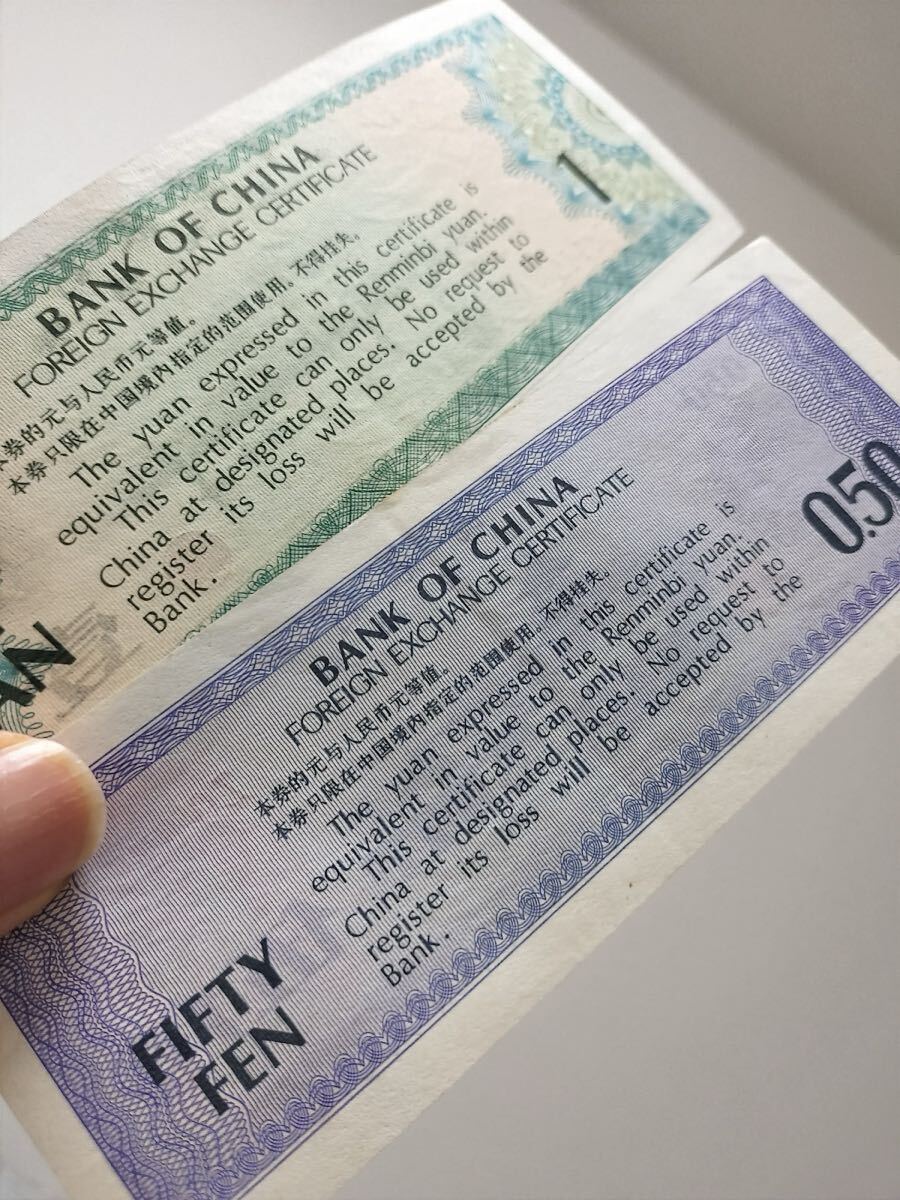 BANK OF CHINA
FOREIGN EXCHANGE CERTIFICATE
本券的元与人民币元等值。
本券只限在中国境内指定的范围使用。不得挂失。
The yuan expressed in this certificate is
equivalent in value to the Renminbi yuan.
This certificate can only be used within
China at designated places. No request to
register its loss will be accepted by the
Bank.
1
AN
BANK OF CHINA
FOREIGN EXCHANGE CERTIFICATE
本券的元与人民币元等值。
本券只限在中国境内指定的范围使用。不得挂失。
The yuan expressed in this certificate is
equivalent in value to the Renminbi yuan.
This certificate can only be used within
China at designated places. No request to
register its loss will be accepted by the
Bank.
0.50
FIFTY
FEN